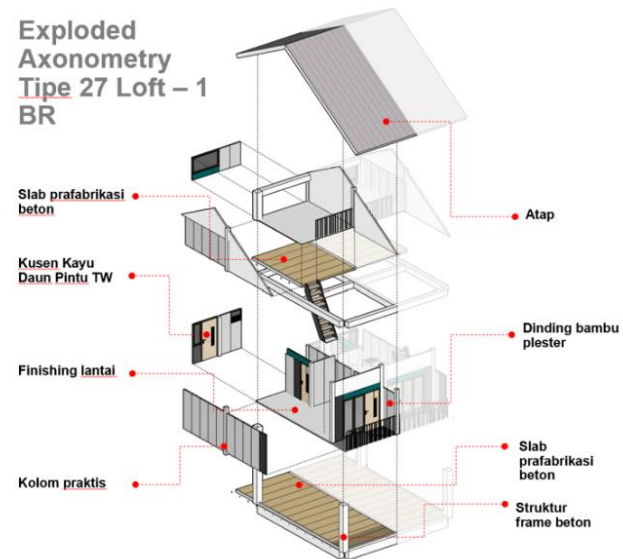 Exploded
Axonometry
Tipe 27 Loft – 1
BR
Slab prafabrikasi
beton
Kusen Kayu
Daun Pintu TW
Finishing lantai
Kolom praktis
Atap
Dinding bambu
plester
Slab
prafabrikasi
beton
Struktur
frame beton